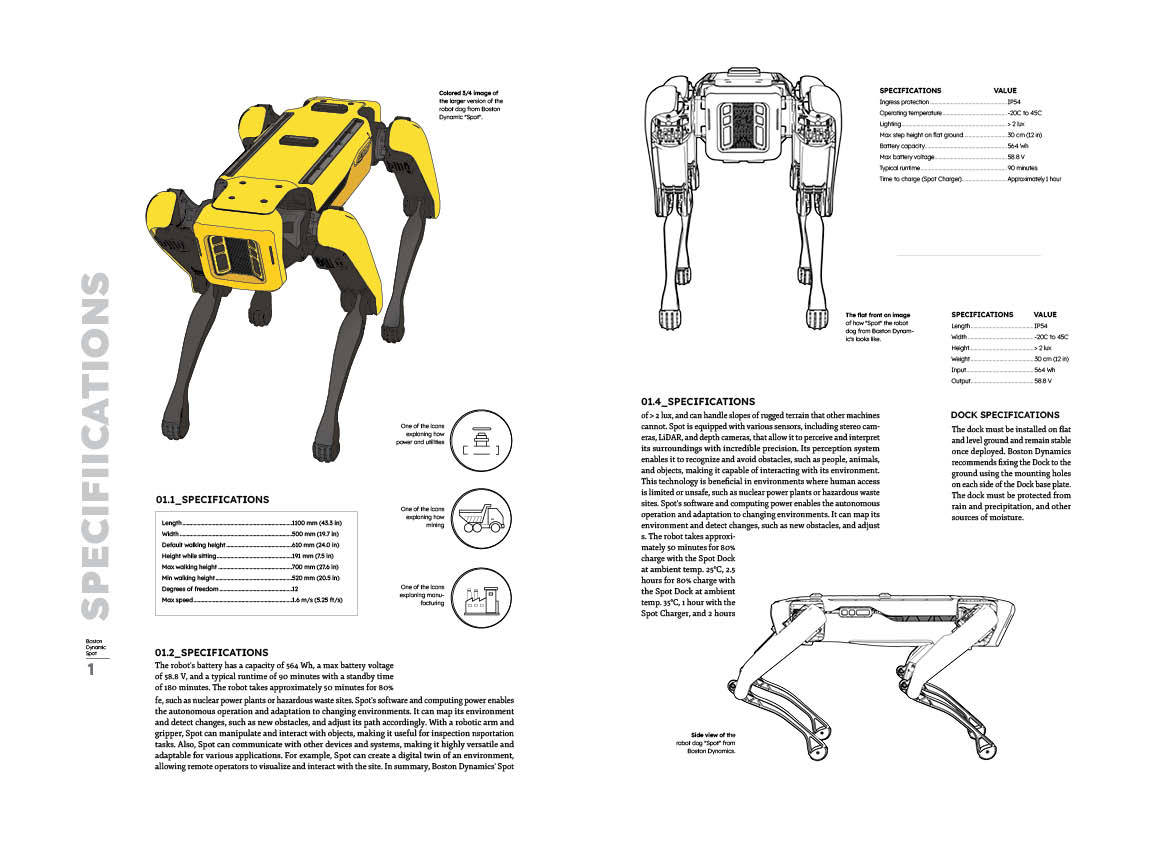 SPECIFIICATIONS
Boston
Dynamic
Spot
1
Colored 3/4 image of
the larger version of the
robot dog from Boston
Dynamic "Spot".
One of the icons
exploring how
power and utilities
One of the icons
exploring how
mining
One of the icons
exploring manu-
facturing
01.1_SPECIFICATIONS
Length 1100 mm (43.3 in)
Width 500 mm (19.7 in)
Default walking height 610 mm (24.0 in)
Height while sitting 191 mm (7.5 in)
Max walking height 700 mm (27.6 in)
Min walking height 520 mm (20.5 in)
Degrees of freedom 12
Max speed 1.6 m/s (5.25 ft/s)
01.2_SPECIFICATIONS
The robot's battery has a capacity of 564 Wh, a max battery voltage
of 58.8 V, and a typical runtime of 90 minutes with a standby time
of 180 minutes. The robot takes approximately 50 minutes for 80%
fe, such as nuclear power plants or hazardous waste sites. Spot's software and computing power enables
the autonomous operation and adaptation to changing environments. It can map its environment
and detect changes, such as new obstacles, and adjust its path accordingly. With a robotic arm and
gripper, Spot can manipulate and interact with objects, making it useful for inspection nsportation
tasks. Also, Spot can communicate with other devices and systems, making it highly versatile and
adaptable for various applications. For example, Spot can create a digital twin of an environment,
allowing remote operators to visualize and interact with the site. In summary, Boston Dynamics' Spot
SPECIFICATIONS VALUE
Ingress protection IP54
Operating temperature -20C to 45C
Lighting > 2 lux
Max step height on flat ground 30 cm (12 in)
Battery capacity 564 Wh
Max battery voltage 58.8 V
Typical runtime 90 minutes
Time to charge (Spot Charger) Approximately 1 hour
The flat front on image
of how "Spot" the robot
dog from Boston Dynam-
ic's looks like.
SPECIFICATIONS VALUE
Length IP54
Width -20C to 45C
Height > 2 lux
Weight 30 cm (12 in)
Input 564 Wh
Output 58.8 V
01.4_SPECIFICATIONS
of > 2 lux, and can handle slopes of rugged terrain that other machines
cannot. Spot is equipped with various sensors, including stereo cam-
eras, LiDAR, and depth cameras, that allow it to perceive and interpret
its surroundings with incredible precision. Its perception system
enables it to recognize and avoid obstacles, such as people, animals,
and objects, making it capable of interacting with its environment.
This technology is beneficial in environments where human access
is limited or unsafe, such as nuclear power plants or hazardous waste
sites. Spot's software and computing power enables the autonomous
operation and adaptation to changing environments. It can map its
environment and detect changes, such as new obstacles, and adjust
s. The robot takes approxi-
mately 50 minutes for 80%
charge with the Spot Dock
at ambient temp. 25°C, 2.5
hours for 80% charge with
the Spot Dock at ambient
temp. 35°C, 1 hour with the
Spot Charger, and 2 hours
DOCK SPECIFICATIONS
The dock must be installed on flat
and level ground and remain stable
once deployed. Boston Dynamics
recommends fixing the Dock to the
ground using the mounting holes
on each side of the Dock base plate.
The dock must be protected from
rain and precipitation, and other
sources of moisture.
Side view of the
robot dog "Spot" from
Boston Dynamics.